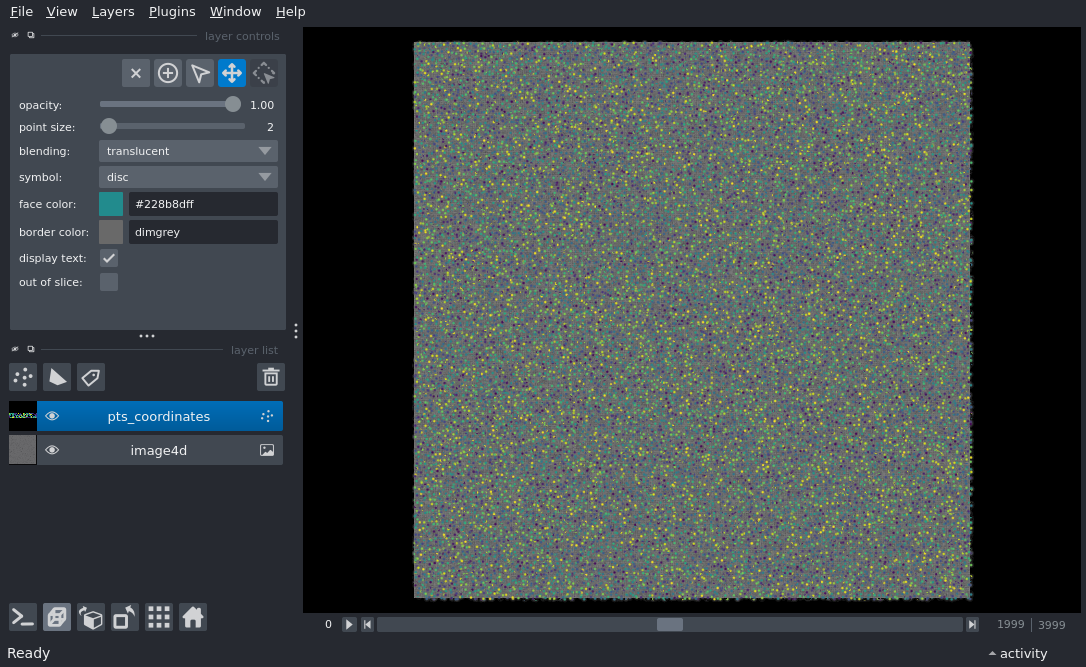 File View Layers Plugins Window Help
layer controls
opacity: 1.00
point size: 2
blending: translucent
symbol: disc
face color: #228b8dff
border color: dimgrey
display text:
out of slice:
layer list
pts_coordinates
image4d
0 1999 3999
Ready activity